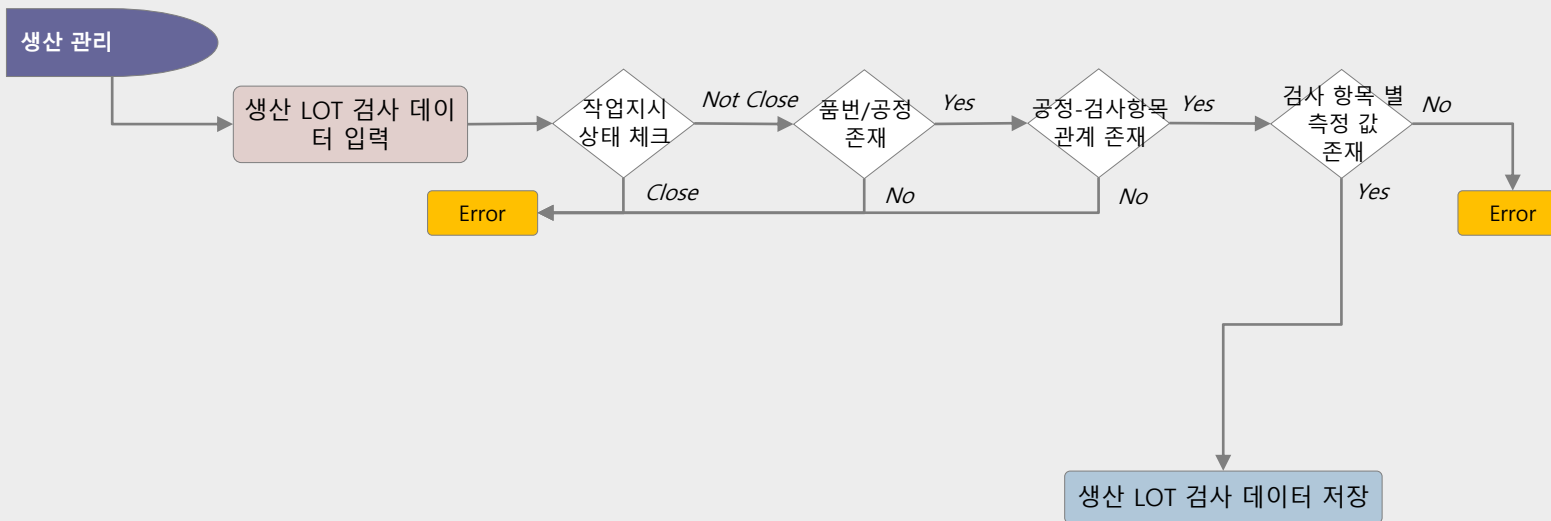 생산 관리
생산 LOT 검사 데이
터 입력
작업지시
상태 체크
Not Close
품번/공정
존재
Yes
공정-검사항목
관계 존재
Yes
검사 항목 별
측정 값
존재
No
Close
No
No
Yes
Error
Error
생산 LOT 검사 데이터 저장